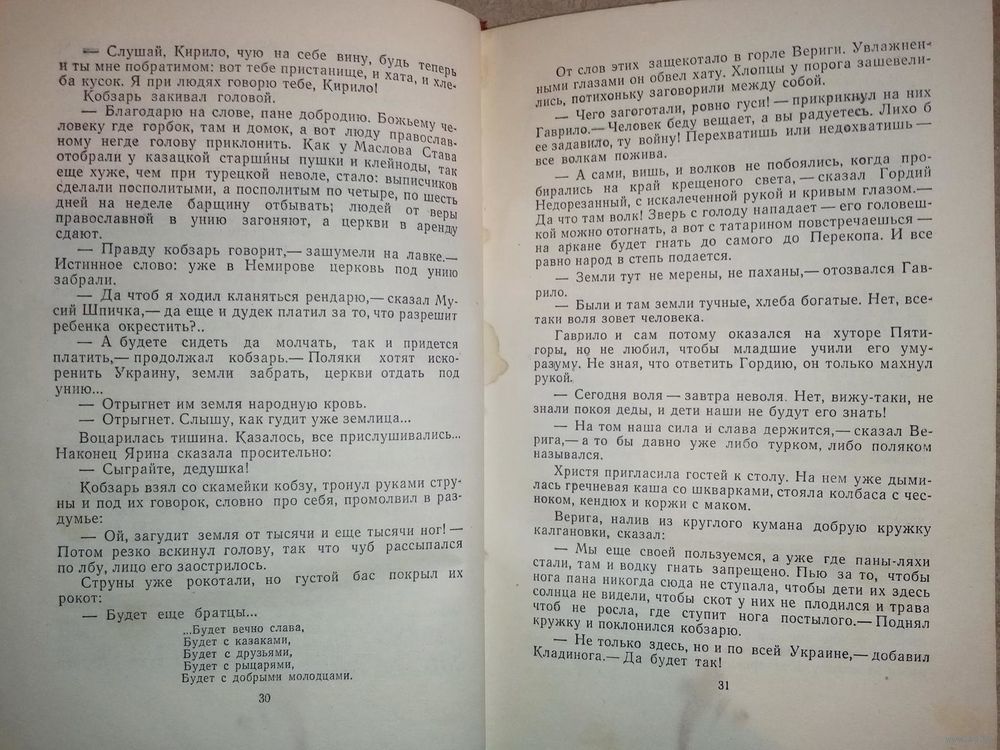 — Слушай, Кирило, чую на себе вину, будь теперь
и ты мне побратимом: вот тебе пристанище, и хата, и хле-
ба кусок. Я при людях говорю тебе, Кирило!
Кобзарь закивал головой.
— Благодарю на слове, пане добродию. Божьему че-
ловеку где горбок, там и домок, а вот люду православ-
ному негде голову приклонить. Как у Маслова Става
отобрали у казацкой старши́ны пушки и клейноды, так
еще хуже, чем при турецкой неволе, стало: выписчиков
сделали посполитыми, а посполитым по четыре, по шесть
дней на неделе барщину отбывать; людей от веры
православной в унию загоняют, а церкви в аренду
сдают.
— Правду кобзарь говорит,— зашумели на лавке.—
Истинное слово: уже в Немирове церковь под унию
забрали.
— Да чтоб я ходил кланяться рендарю,— сказал Му-
сий Шпичка,— да еще и дудек платил за то, что разрешит
ребенка окрестить?..
— А будете сидеть да молчать, так и придется
платить,— продолжал кобзарь.— Поляки хотят иско-
ренить Украину, земли забрать, церкви отдать под
унию...
— Отрыгнет им земля народную кровь.
— Отрыгнет. Слышу, как гудит уже землица...
Воцарилась тишина. Казалось, все прислушивались...
Наконец Ярина сказала просительно:
— Сыграйте, дедушка!
Кобзарь взял со скамейки кобзу, тронул руками стру-
ны и под их говорок, словно про себя, промолвил в раз-
думье:
— Ой, загудит земля от тысячи и еще тысячи ног! —
Потом резко вскинул голову, так что чуб рассыпался
по лбу, лицо его заострилось.
Струны уже рокотали, но густой бас покрыл их
рокот:
— Будет еще братцы...
...Будет вечно слава,
Будет с казаками,
Будет с друзьями,
Будет с рыцарями,
Будет с добрыми молодцами.
30
От слов этих защекотало в горле Вериги. Увлажнен-
ными глазами он обвел хату. Хлопцы у порога зашевели-
лись, потихоньку заговорили между собой.
— Чего загоготали, ровно гуси! — прикрикнул на них
Гаврило.— Человек беду вещает, а вы радуетесь. Лихо б
ее задавило, ту войну! Перехватишь или недохватишь —
все волкам пожива.
— А сами, вишь, и волков не побоялись, когда про-
бирались на край крещеного света,— сказал Гордий
Недорезанный, с искалеченной рукой и кривым глазом.—
Да что там волк! Зверь с голоду нападает — его головеш-
кой можно отогнать, а вот с татарином повстречаешься —
на аркане будет гнать до самого до Перекопа. И все
равно народ в степь подается.
— Земли тут не мерены, не паханы,— отозвался Гав-
рило.
— Были и там земли тучные, хлеба богатые. Нет, все-
таки воля зовет человека.
Гаврило и сам потому оказался на хуторе Пяти-
горы, но не любил, чтобы младшие учили его уму-
разуму. Не зная, что ответить Гордию, он только махнул
рукой.
— Сегодня воля — завтра неволя. Нет, вижу-таки, не
знали покоя деды, и дети наши не будут его знать!
— На том наша сила и слава держится,— сказал Ве-
рига,— а то бы давно уже либо турком, либо поляком
назывался.
Христя пригласила гостей к столу. На нем уже дыми-
лась гречневая каша со шкварками, стояла колбаса с чес-
ноком, кендюх и коржи с маком.
Верига, налив из круглого кумана добрую кружку
калгановки, сказал:
— Мы еще своей пользуемся, а уже где паны-ляхи
стали, там и водку гнать запрещено. Пью за то, чтобы
нога пана никогда сюда не ступала, чтобы дети их здесь
солнца не видели, чтобы скот у них не плодился и трава
чтоб не росла, где ступит нога постылого.— Поднял
кружку и поклонился кобзарю.
— Не только здесь, но и по всей Украине,— добавил
Кладинога.— Да будет так!
31